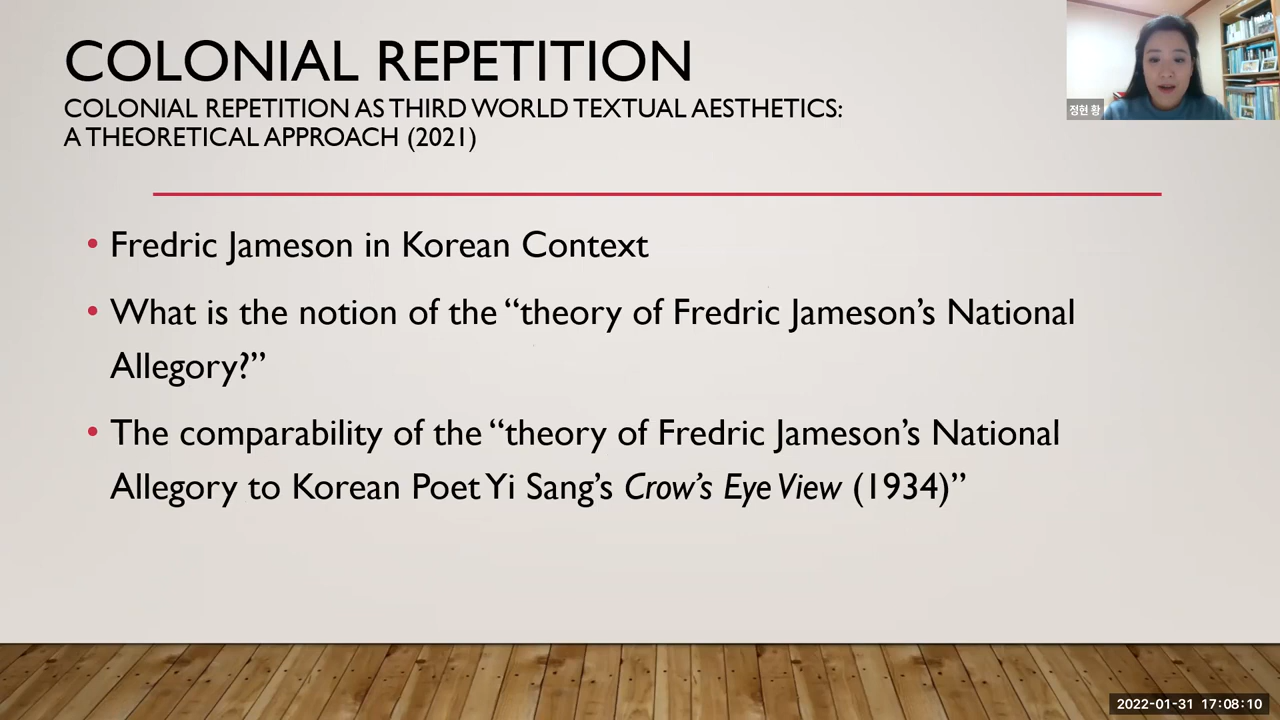 COLONIAL REPETITION
COLONIAL REPETITION AS THIRD WORLD TEXTUAL AESTHETICS:
A THEORETICAL APPROACH (2021)
정현 황
• Fredric Jameson in Korean Context
• What is the notion of the “theory of Fredric Jameson’s National
Allegory?”
• The comparability of the “theory of Fredric Jameson’s National
Allegory to Korean Poet Yi Sang’s Crow’s Eye View (1934)”
2022-01-31 17:08:10